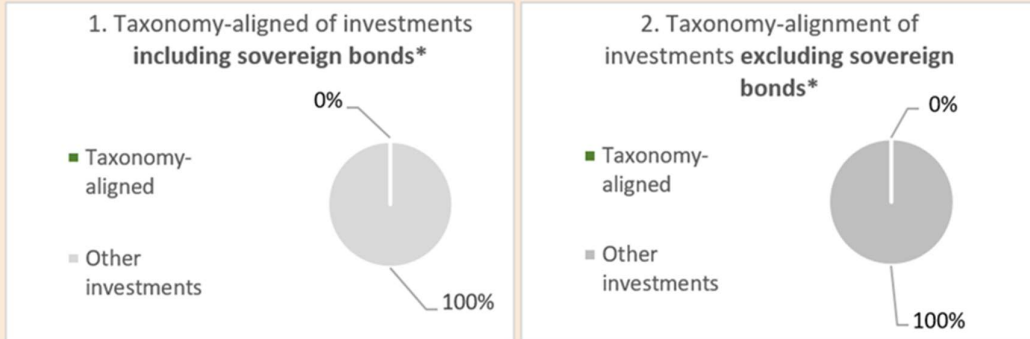 1. Taxonomy-aligned of investments
including sovereign bonds*
0%
Taxonomy-
aligned
Other
investments
100%
2. Taxonomy-alignment of
investments excluding sovereign
bonds*
0%
Taxonomy-
aligned
Other
investments
100%